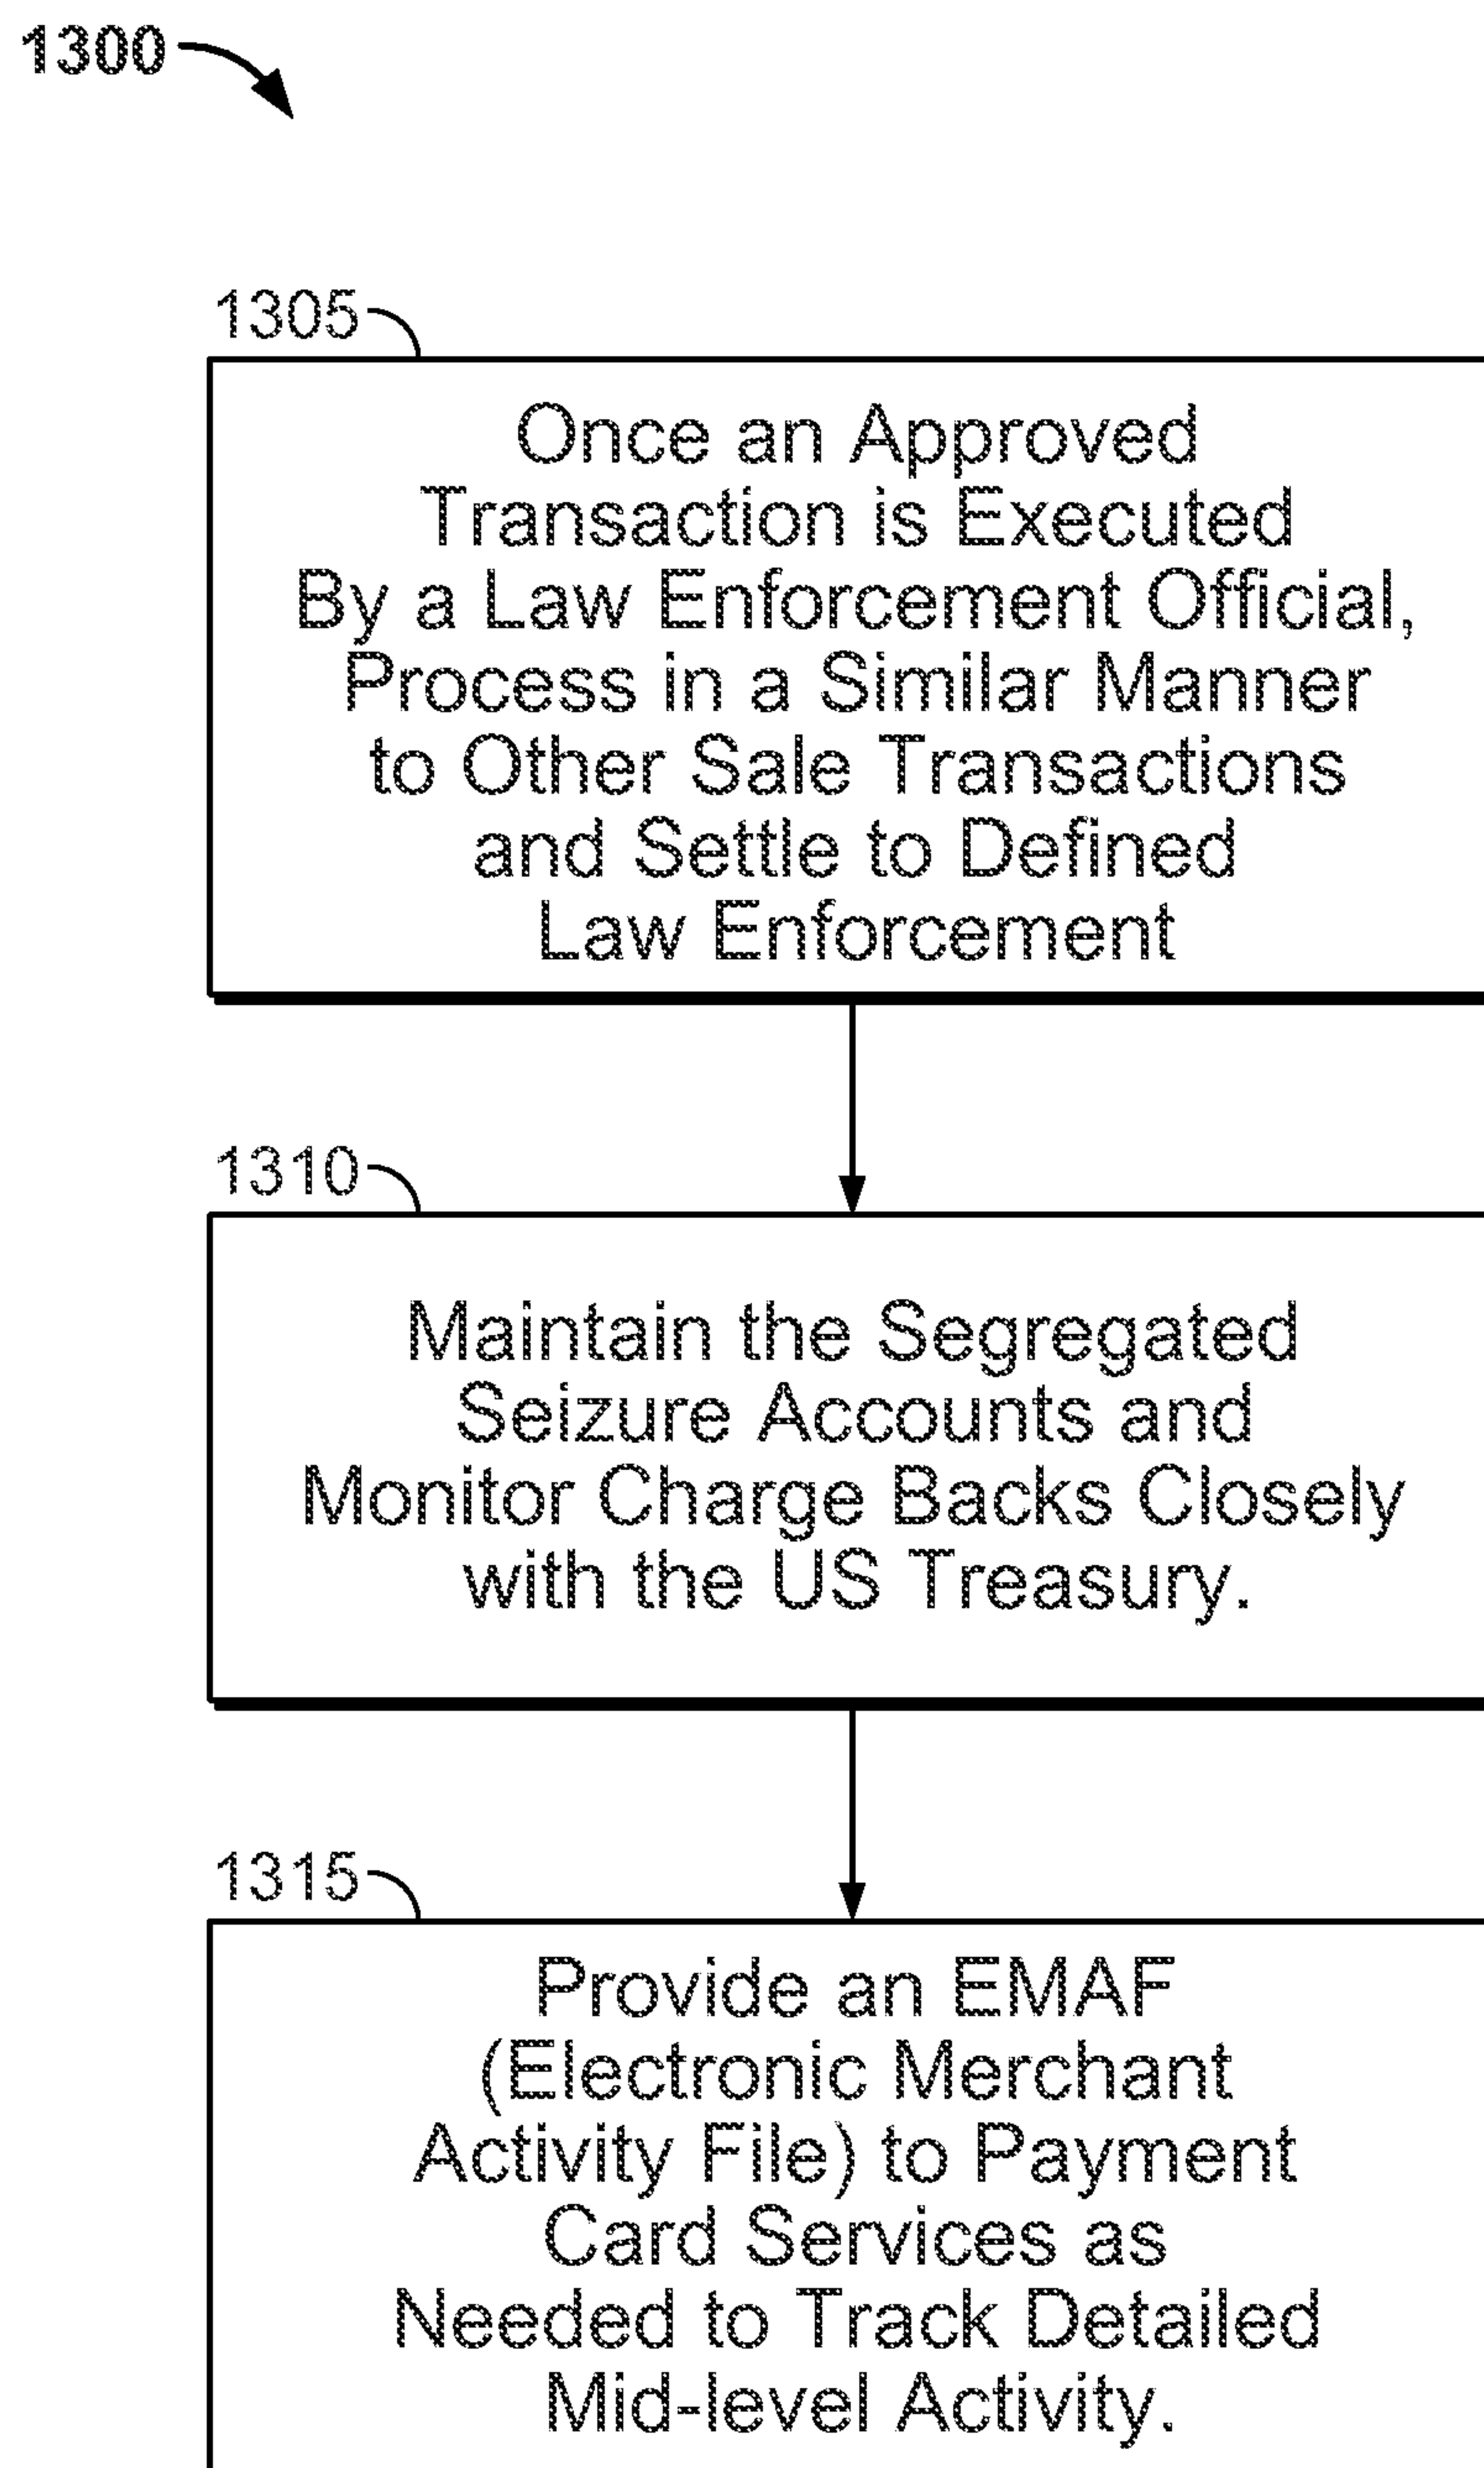 1300
1305
Once an Approved
Transaction is Executed
By a Law Enforcement Official,
Process in a Similar Manner
to Other Sale Transactions
and Settle to Defined
Law Enforcement
1310
Maintain the Segregated
Seizure Accounts and
Monitor Charge Backs Closely
with the US Treasury.
1315
Provide an EMAF
(Electronic Merchant
Activity File) to Payment
Card Services as
Needed to Track Detailed
Mid-level Activity.